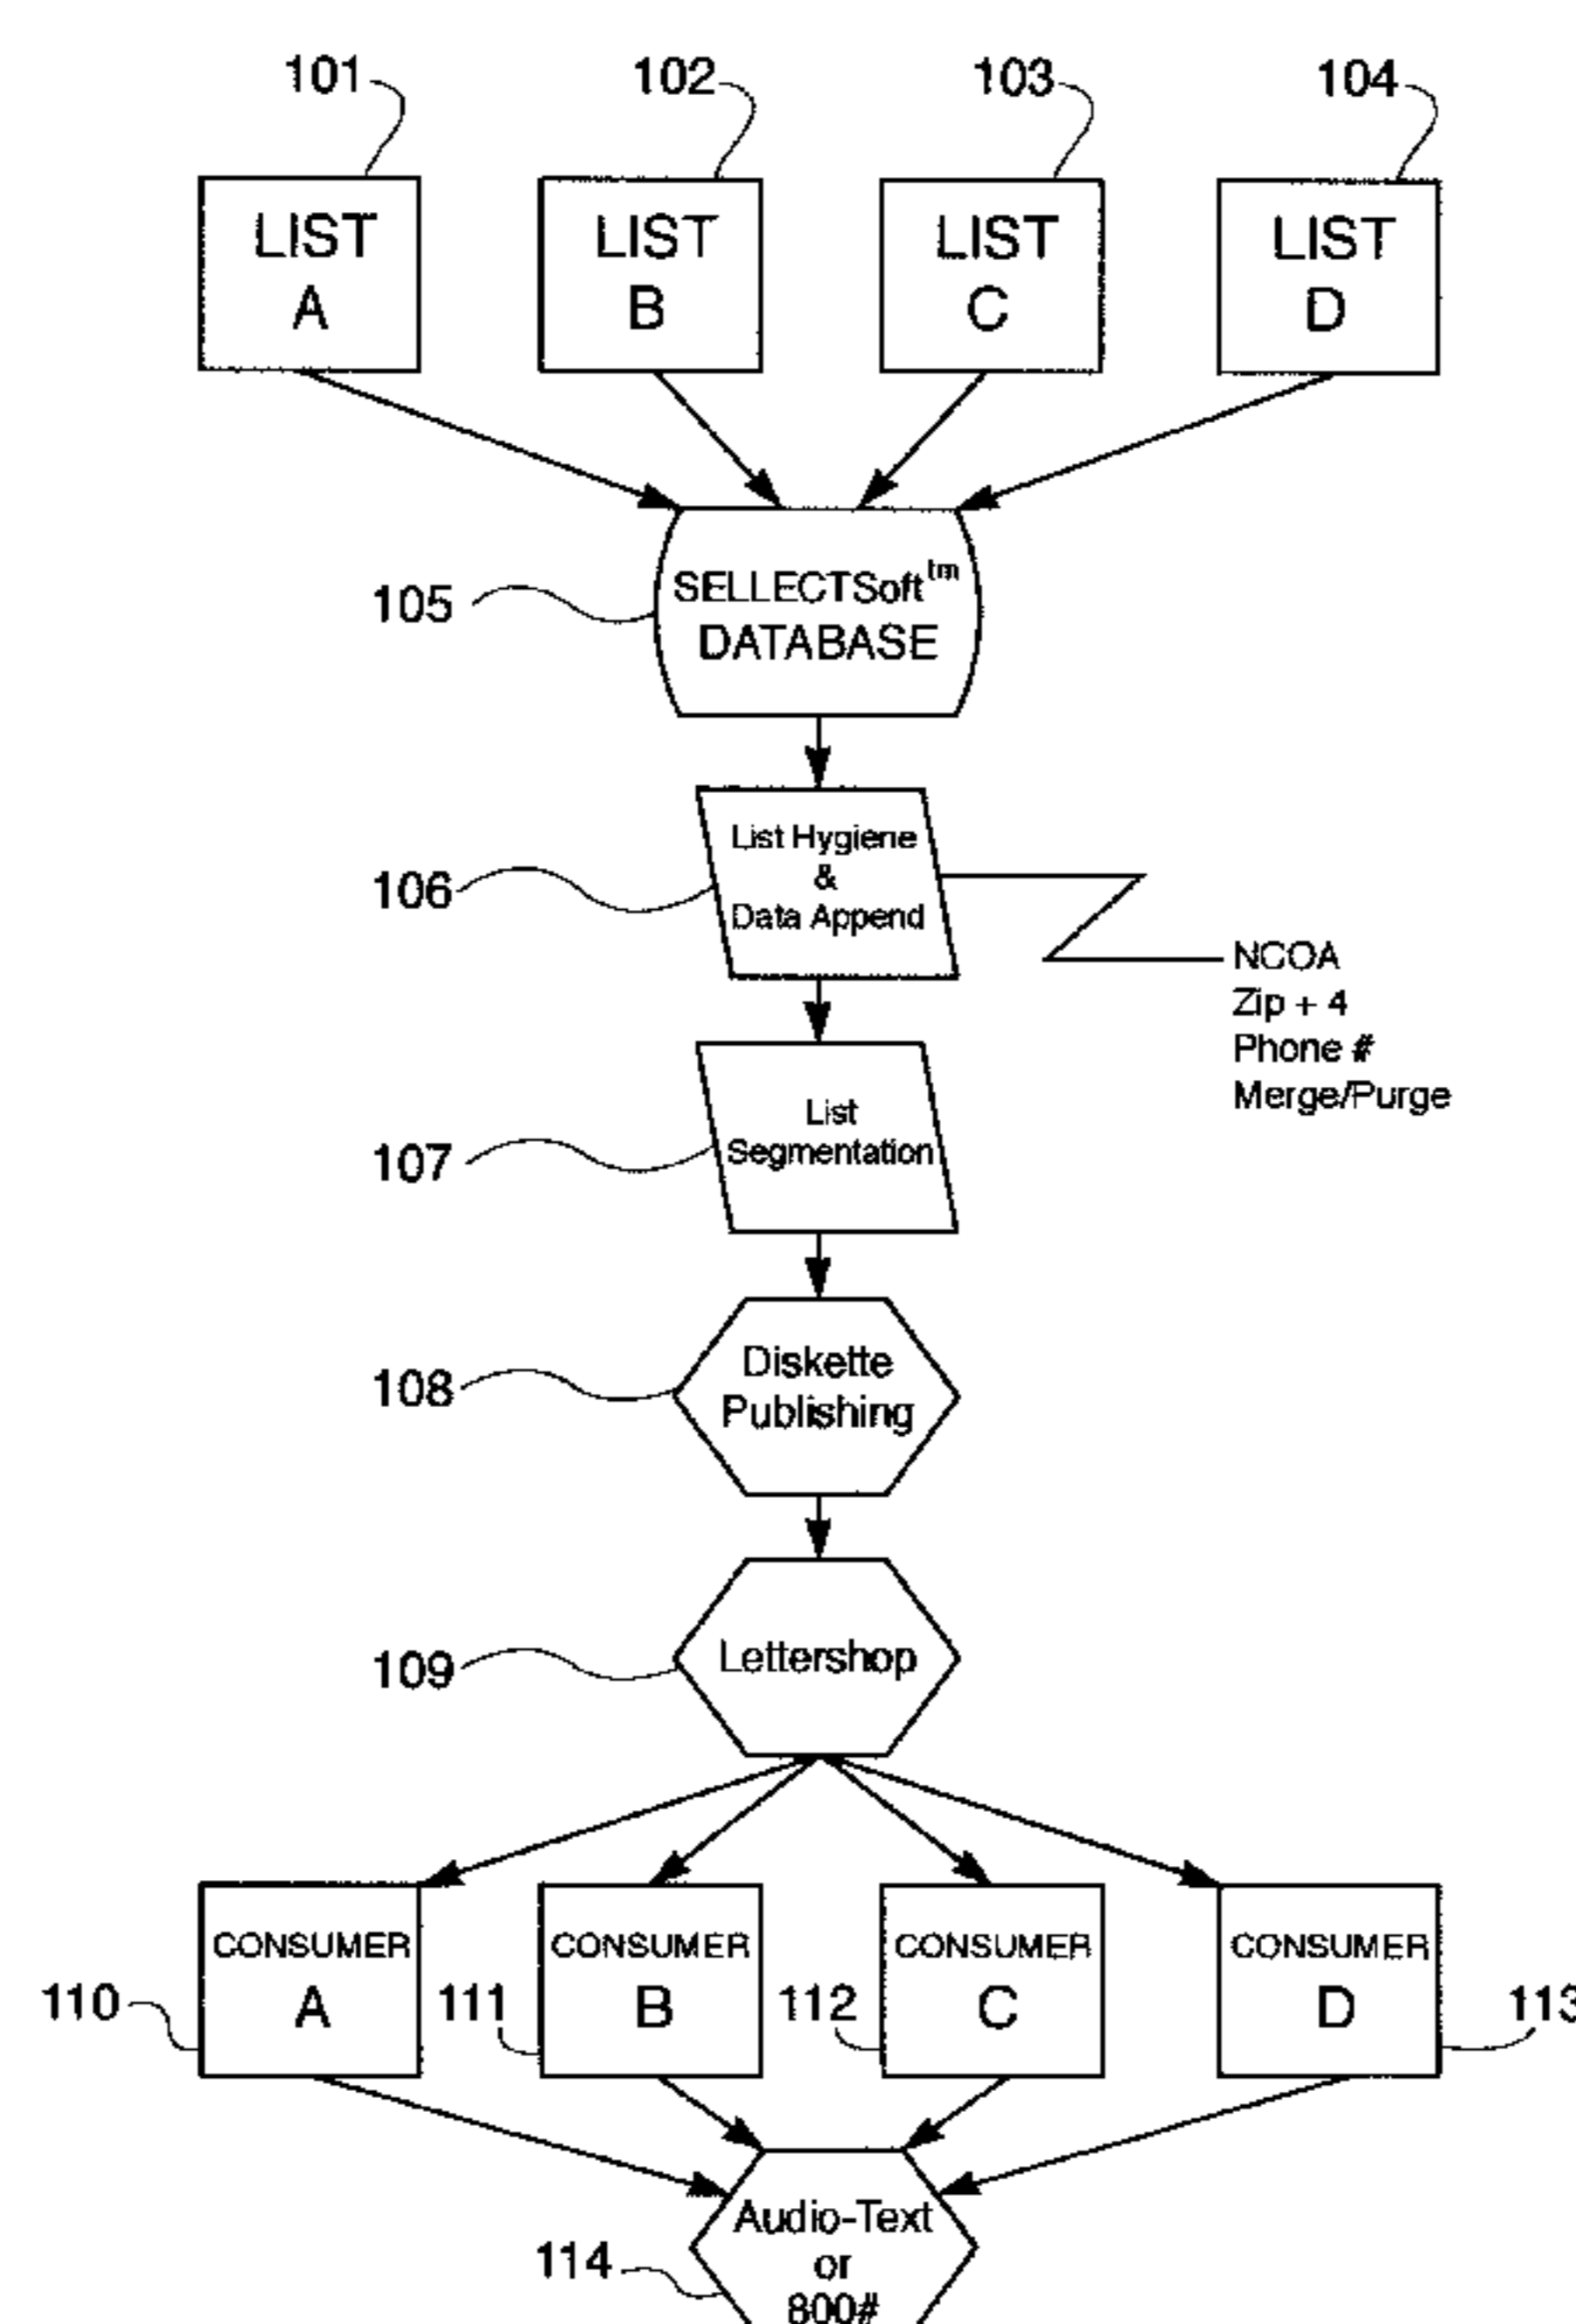 101 102 103 104
LIST LIST LIST LIST
A B C D
SELLECTSoft™
105
DATABASE
List Hygiene
&
106
Data Append
NCOA
Zip + 4
Phone #
Merge/Purge
List
107
Segmentation
Diskette
108
Publishing
Lettershop
109
CONSUMER CONSUMER CONSUMER CONSUMER
110 A 111 B 112 C D 113
Audio-Text
or
114
800#